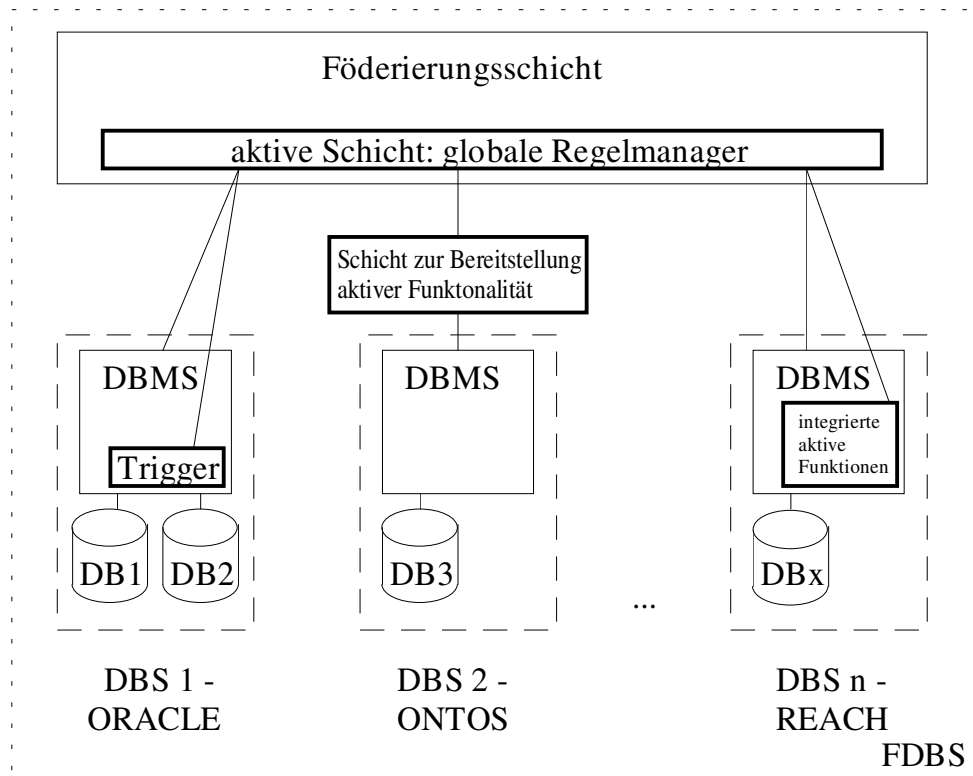 Föderierungsschicht
aktive Schicht: globale Regelmanager
Schicht zur Bereitstellung
aktiver Funktonalität
DBMS
DBMS
DBMS
Trigger
integrierte
aktive
Funktionen
DB1
DB2
DB3
DBx
...
DBS 1 -
ORACLE
DBS 2 -
ONTOS
DBS n -
REACH
FDBS